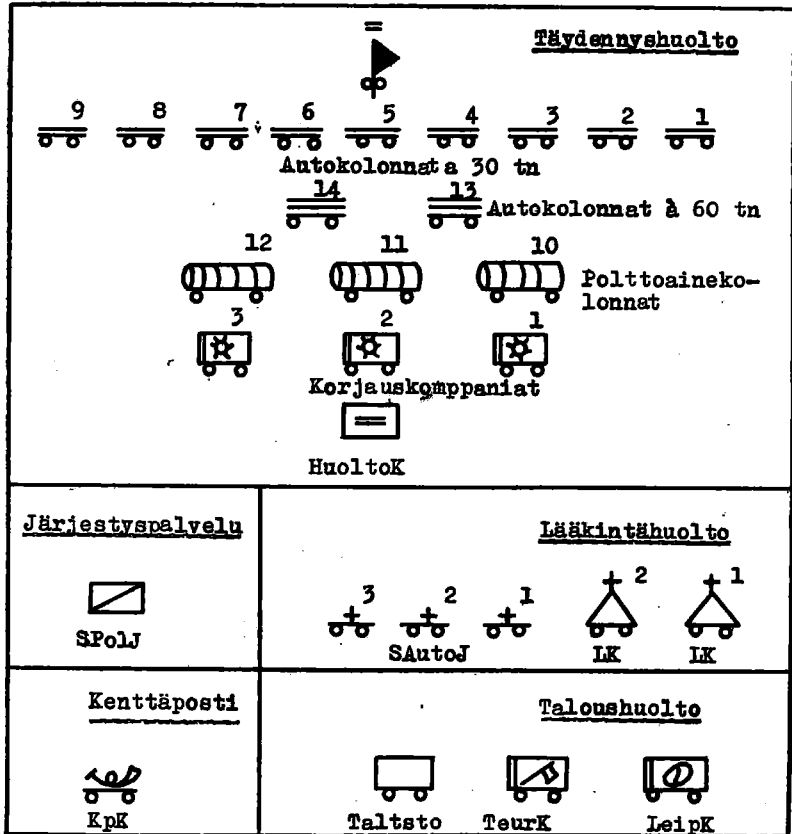 Täydennyshuolto
9 8 7 6 5 4 3 2 1
Autokolonnat a 30 tn
14 13
Autokolonnat à 60 tn
12 11 10
Polttoaineko-
lonnat
3 2 1
Korjauskomppaniat
HuoltoK
Järjestyspalvelu
SPolJ
Lääkintähuolto
3 2 1 2 1
SAutoJ LK LK
Kenttäposti
KpK
Taloushuolto
Taltsto TeurK LeipK